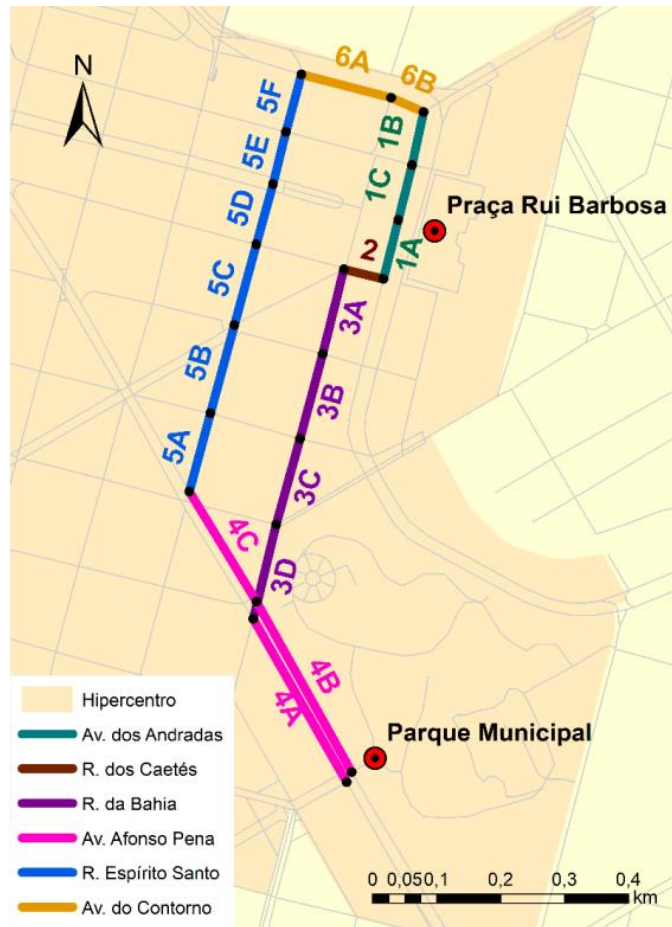 6A
6B
N
5F
1B
5E
1C
5D
Praça Rui Barbosa
2
1A
5C
3A
5B
3B
5A
3C
4C
3D
4B
4A
Hipercentro
Parque Municipal
Av. dos Andradas
R. dos Caetés
R. da Bahia
Av. Afonso Pena
R. Espírito Santo
0 0,050,1 0,2 0,3 0,4
km
Av. do Contorno